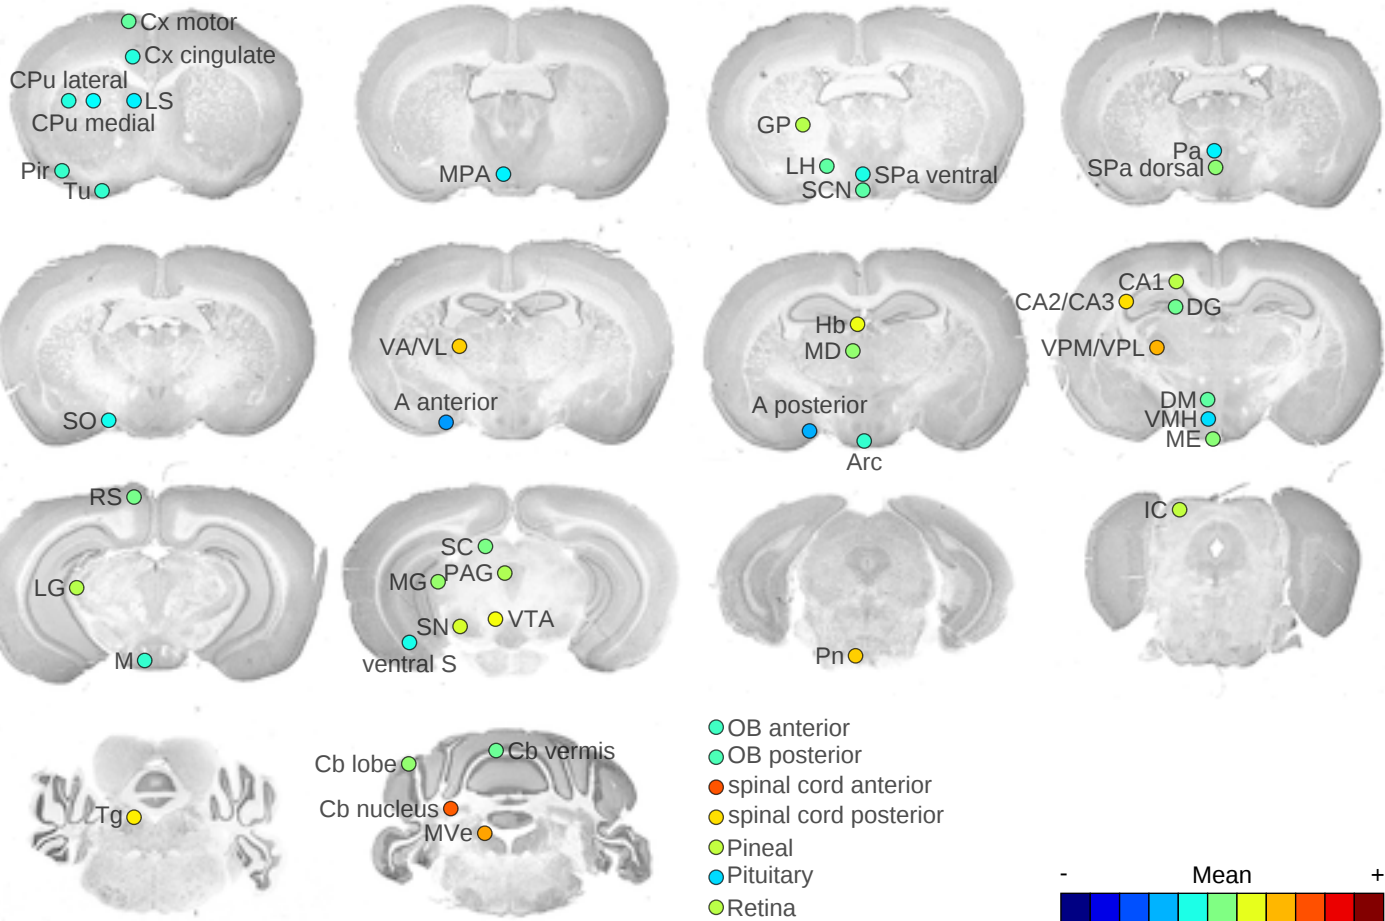 Cx motor
Cx cingulate
CPu lateral
LS
CPu medial
Pir
Tu
MPA
GP
LH
SPa ventral
SCN
Pa
SPa dorsal
SO
VA/VL
A anterior
Hb
MD
A posterior
Arc
CA1
CA2/CA3
DG
VPM/VPL
DM
VMH
ME
RS
LG
M
SC
MG
PAG
SN
VTA
ventral S
Pn
IC
Tg
Cb lobe
Cb vermis
Cb nucleus
MVe
OB anterior
OB posterior
spinal cord anterior
spinal cord posterior
Pineal
Pituitary
Retina
- Mean +